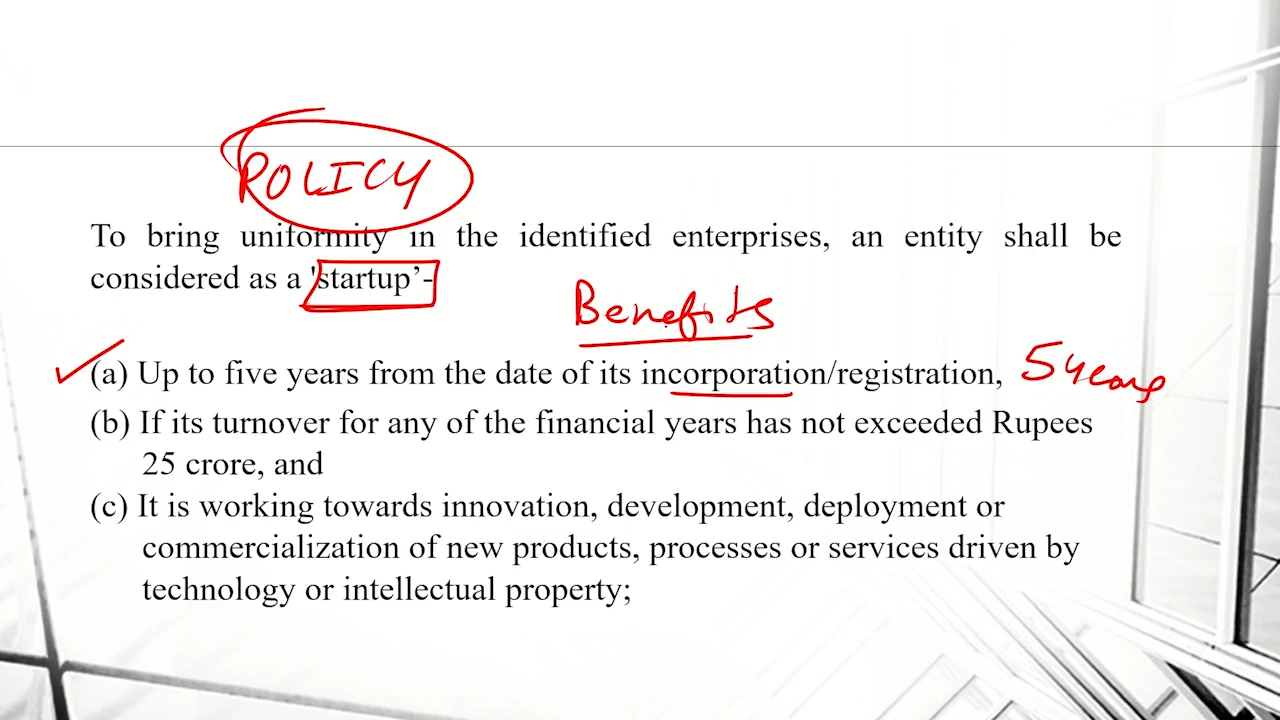 POLICY
To bring uniformity in the identified enterprises, an entity shall be
considered as a 'startup’-
Benefits
(a) Up to five years from the date of its incorporation/registration, 5 years
(b) If its turnover for any of the financial years has not exceeded Rupees
25 crore, and
(c) It is working towards innovation, development, deployment or
commercialization of new products, processes or services driven by
technology or intellectual property;